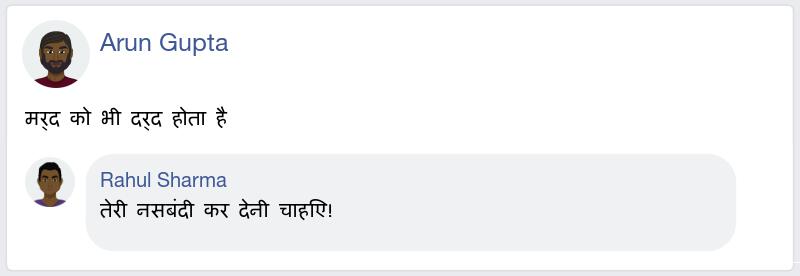 Arun Gupta
मर्द को भी दर्द होता है
Rahul Sharma
तेरी नसबंदी कर देनी चाहिए!